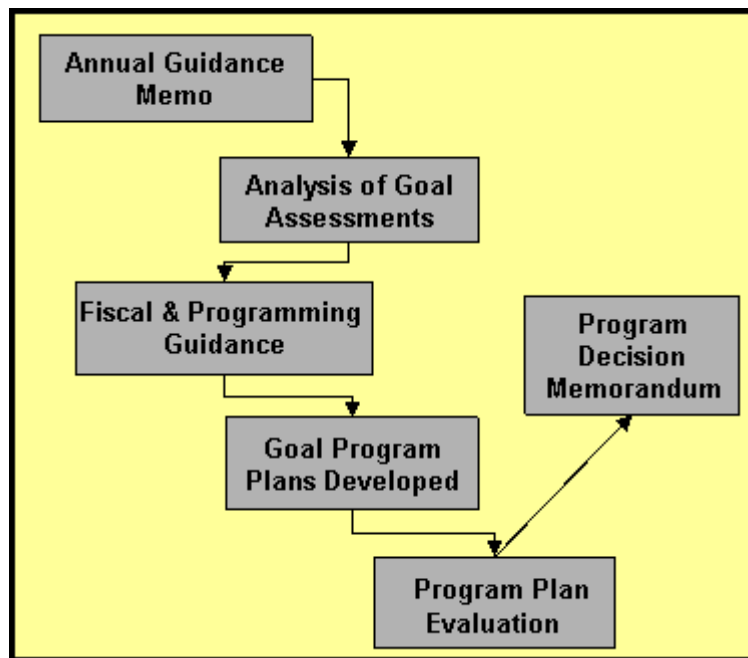 Annual Guidance
Memo
Analysis of Goal
Assessments
Fiscal & Programming
Guidance
Goal Program
Plans Developed
Program Plan
Evaluation
Program
Decision
Memorandum